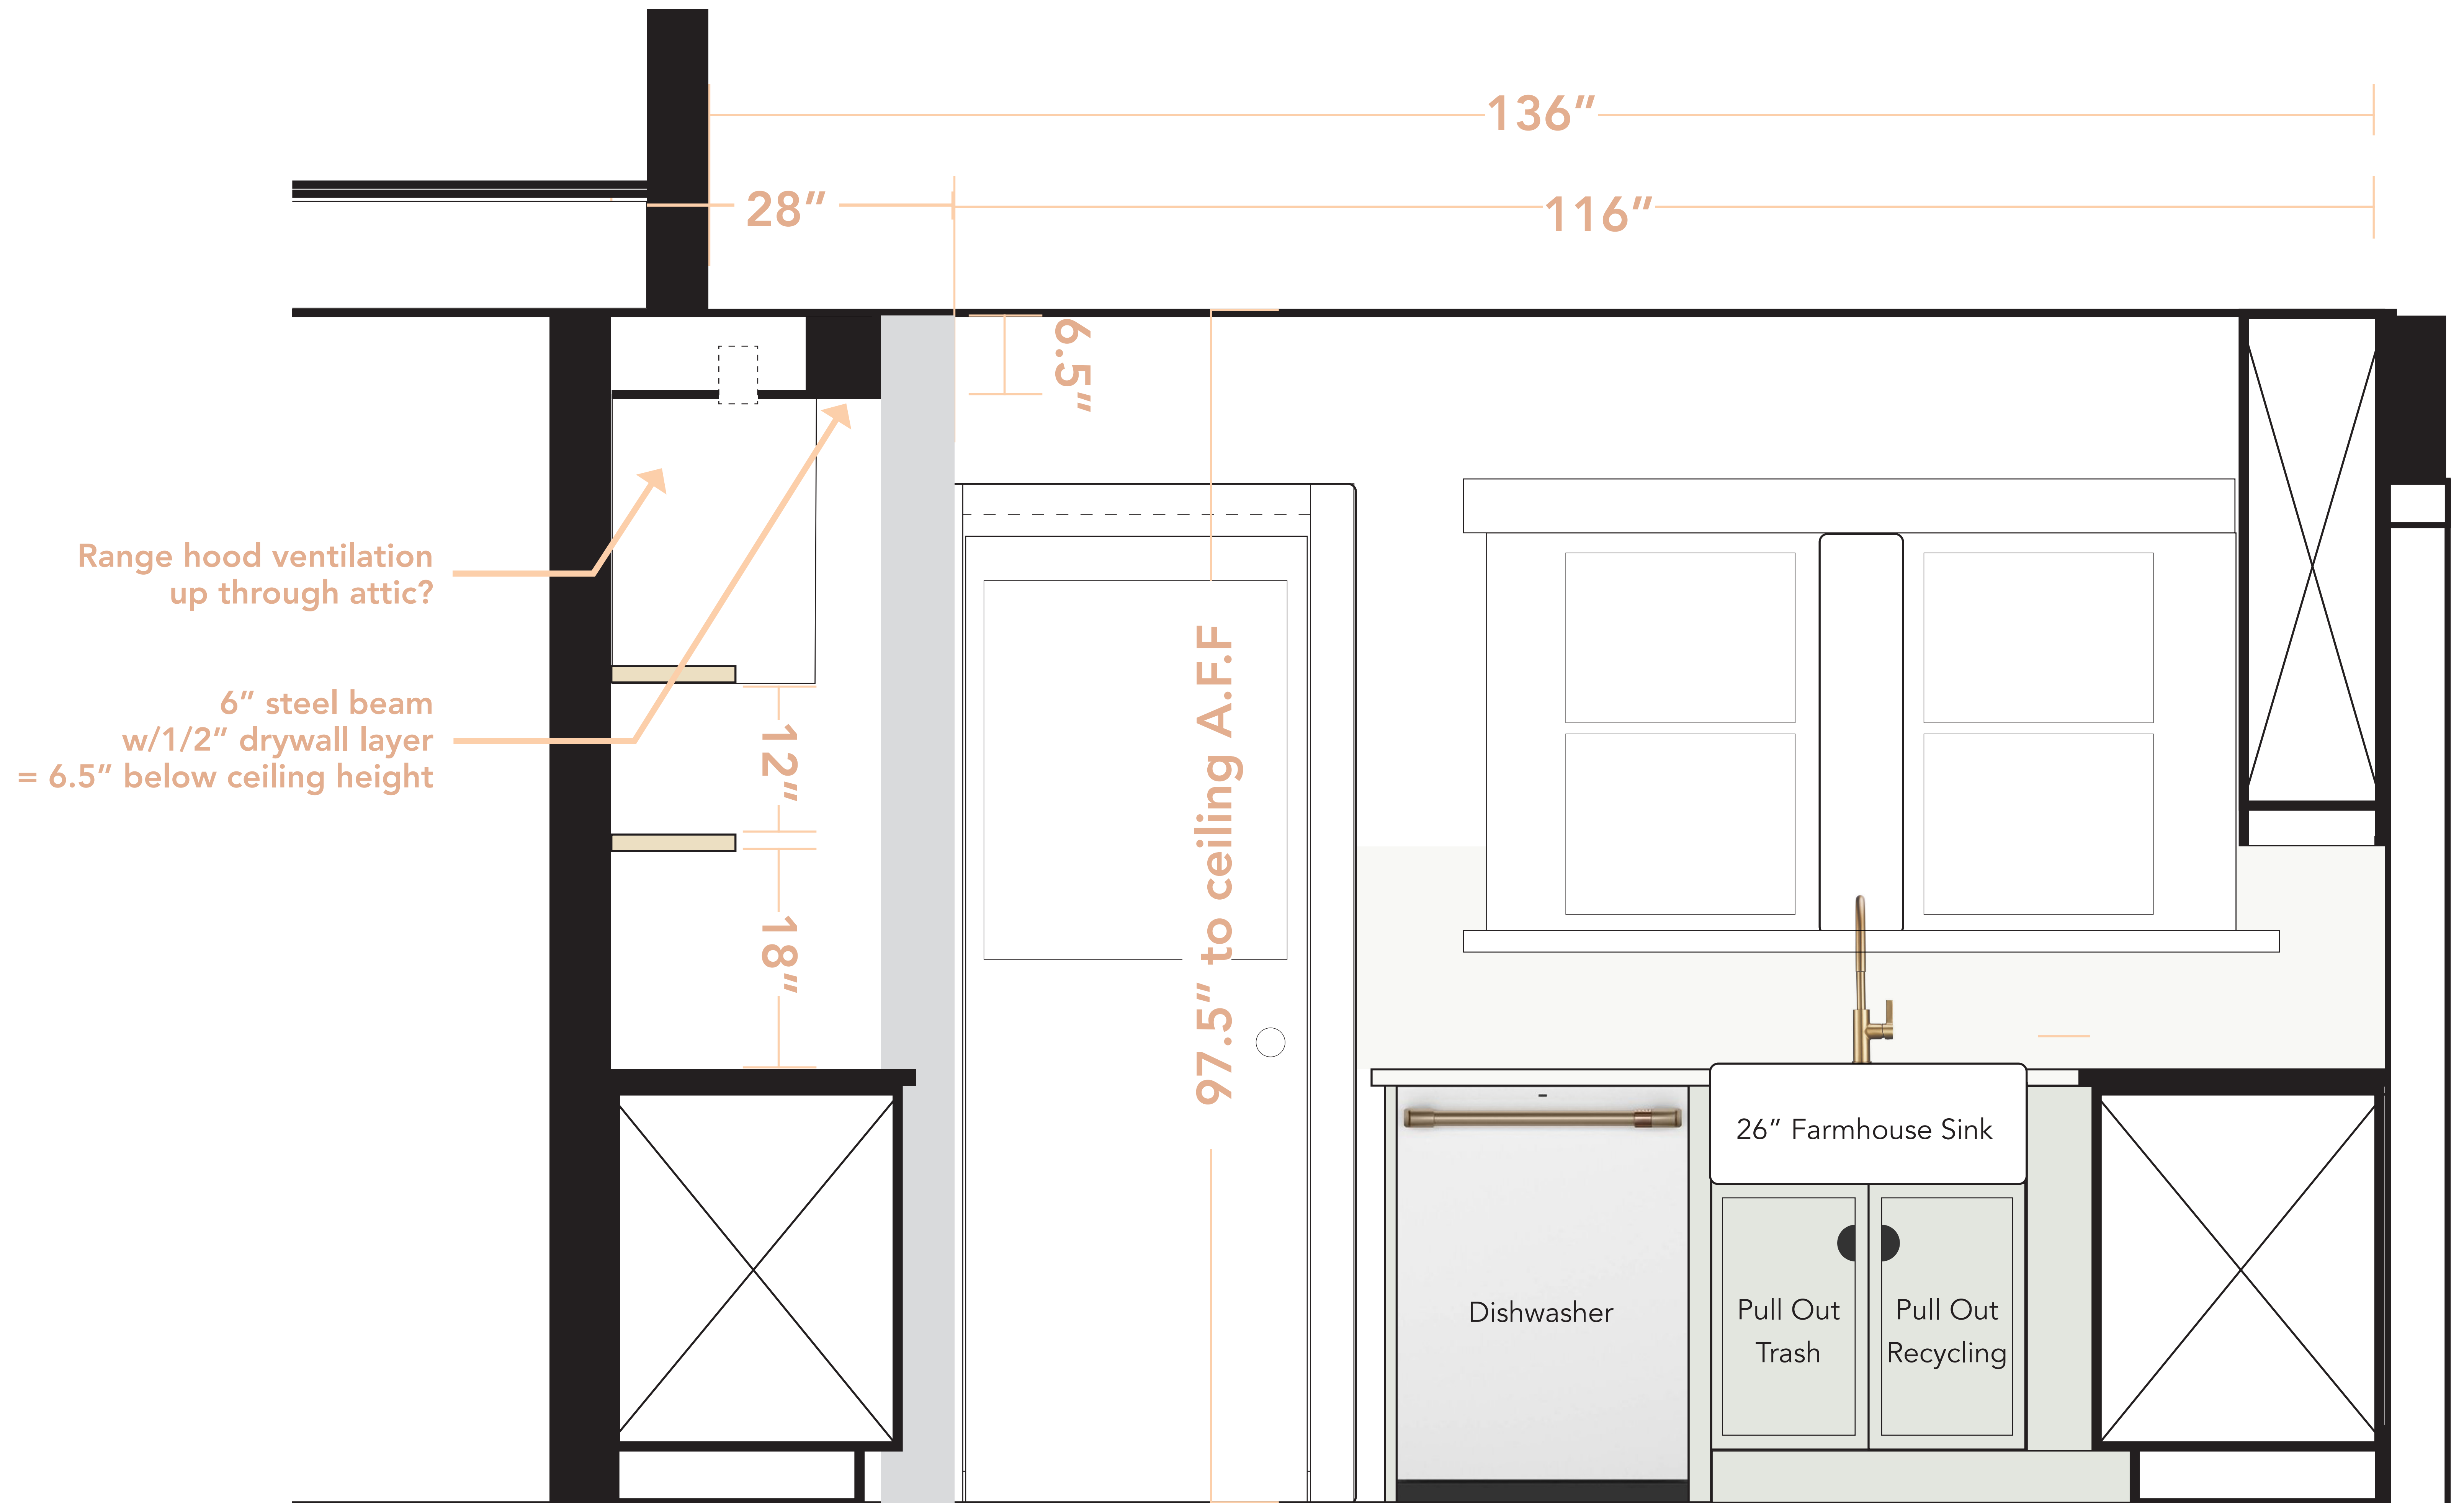 136”
28”
116”
6.5”
Range hood ventilation
up through attic?
6” steel beam
w/1/2” drywall layer
= 6.5” below ceiling height
12”
18”
97.5” to ceiling A.F.F
26” Farmhouse Sink
Dishwasher
Pull Out
Trash
Pull Out
Recycling